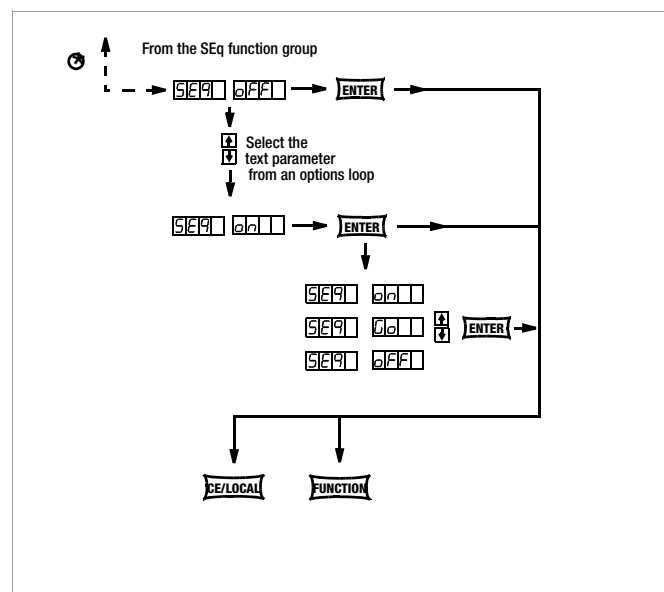 From the SEq function group
SEq oFF ENTER
Select the
text parameter
from an options loop
SEq on ENTER
SEq on
SEq Go ENTER
SEq oFF
CE/LOCAL FUNCTION